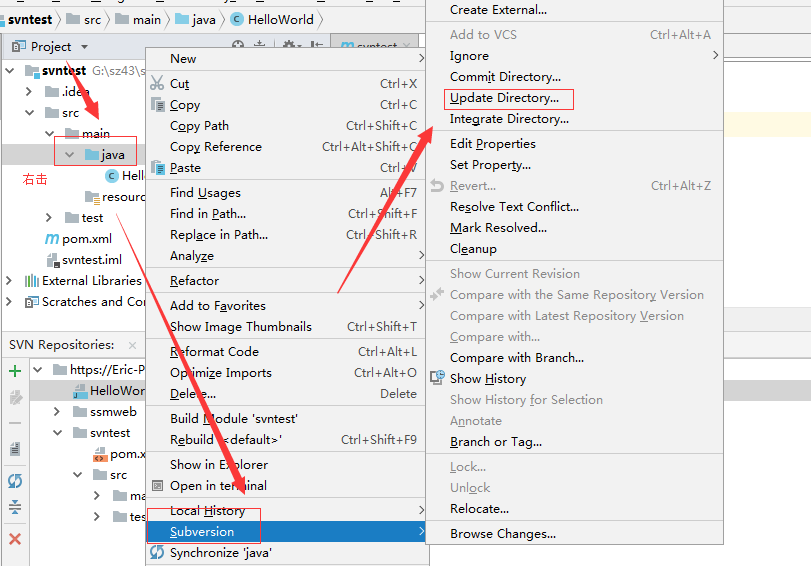 svntest src main java HelloWorld
Project
svntest
svntest G:\sz43\s
.idea
src
main
java
右击
Hel
resourc
test
pom.xml
svntest.iml
External Libraries
Scratches and Con
SVN Repositories:
https://Eric-P
HelloWorl
ssmweb
svntest
pom.x
src
ma
tes
New
Cut Ctrl+X
Copy Ctrl+C
Copy Path Ctrl+Shift+C
Copy Reference Ctrl+Alt+Shift+C
Paste Ctrl+V
Find Usages Alt+F7
Find in Path... Ctrl+Shift+F
Replace in Path... Ctrl+Shift+R
Analyze
Refactor
Add to Favorites
Show Image Thumbnails Ctrl+Shift+T
Reformat Code Ctrl+Alt+L
Optimize Imports Ctrl+Alt+O
Delete... Delete
Build Module 'svntest'
Rebuild '<default>' Ctrl+Shift+F9
Show in Explorer
Open in terminal
Local History
Subversion
Synchronize 'java'
Create External...
Add to VCS Ctrl+Alt+A
Ignore
Commit Directory...
Update Directory...
Integrate Directory...
Edit Properties
Set Property...
Revert... Ctrl+Alt+Z
Resolve Text Conflict...
Mark Resolved...
Cleanup
Show Current Revision
Compare with the Same Repository Version
Compare with Latest Repository Version
Compare with...
Compare with Branch...
Show History
Show History for Selection
Annotate
Branch or Tag...
Lock...
Unlock
Relocate...
Browse Changes...